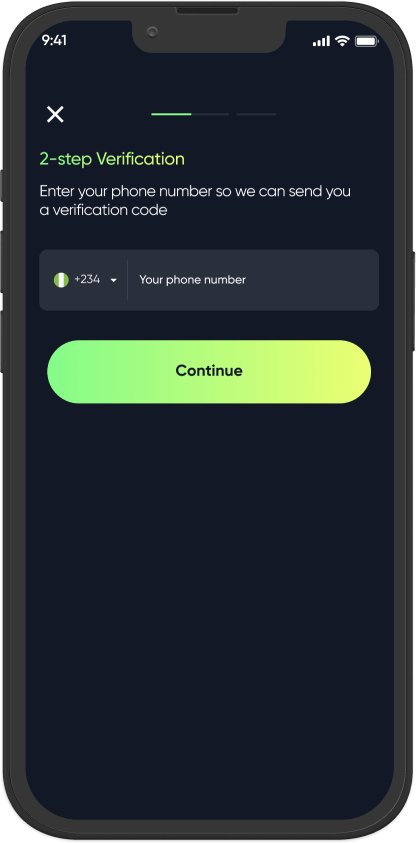 9:41
2-step Verification
Enter your phone number so we can send you
a verification code
+234
Your phone number
Continue